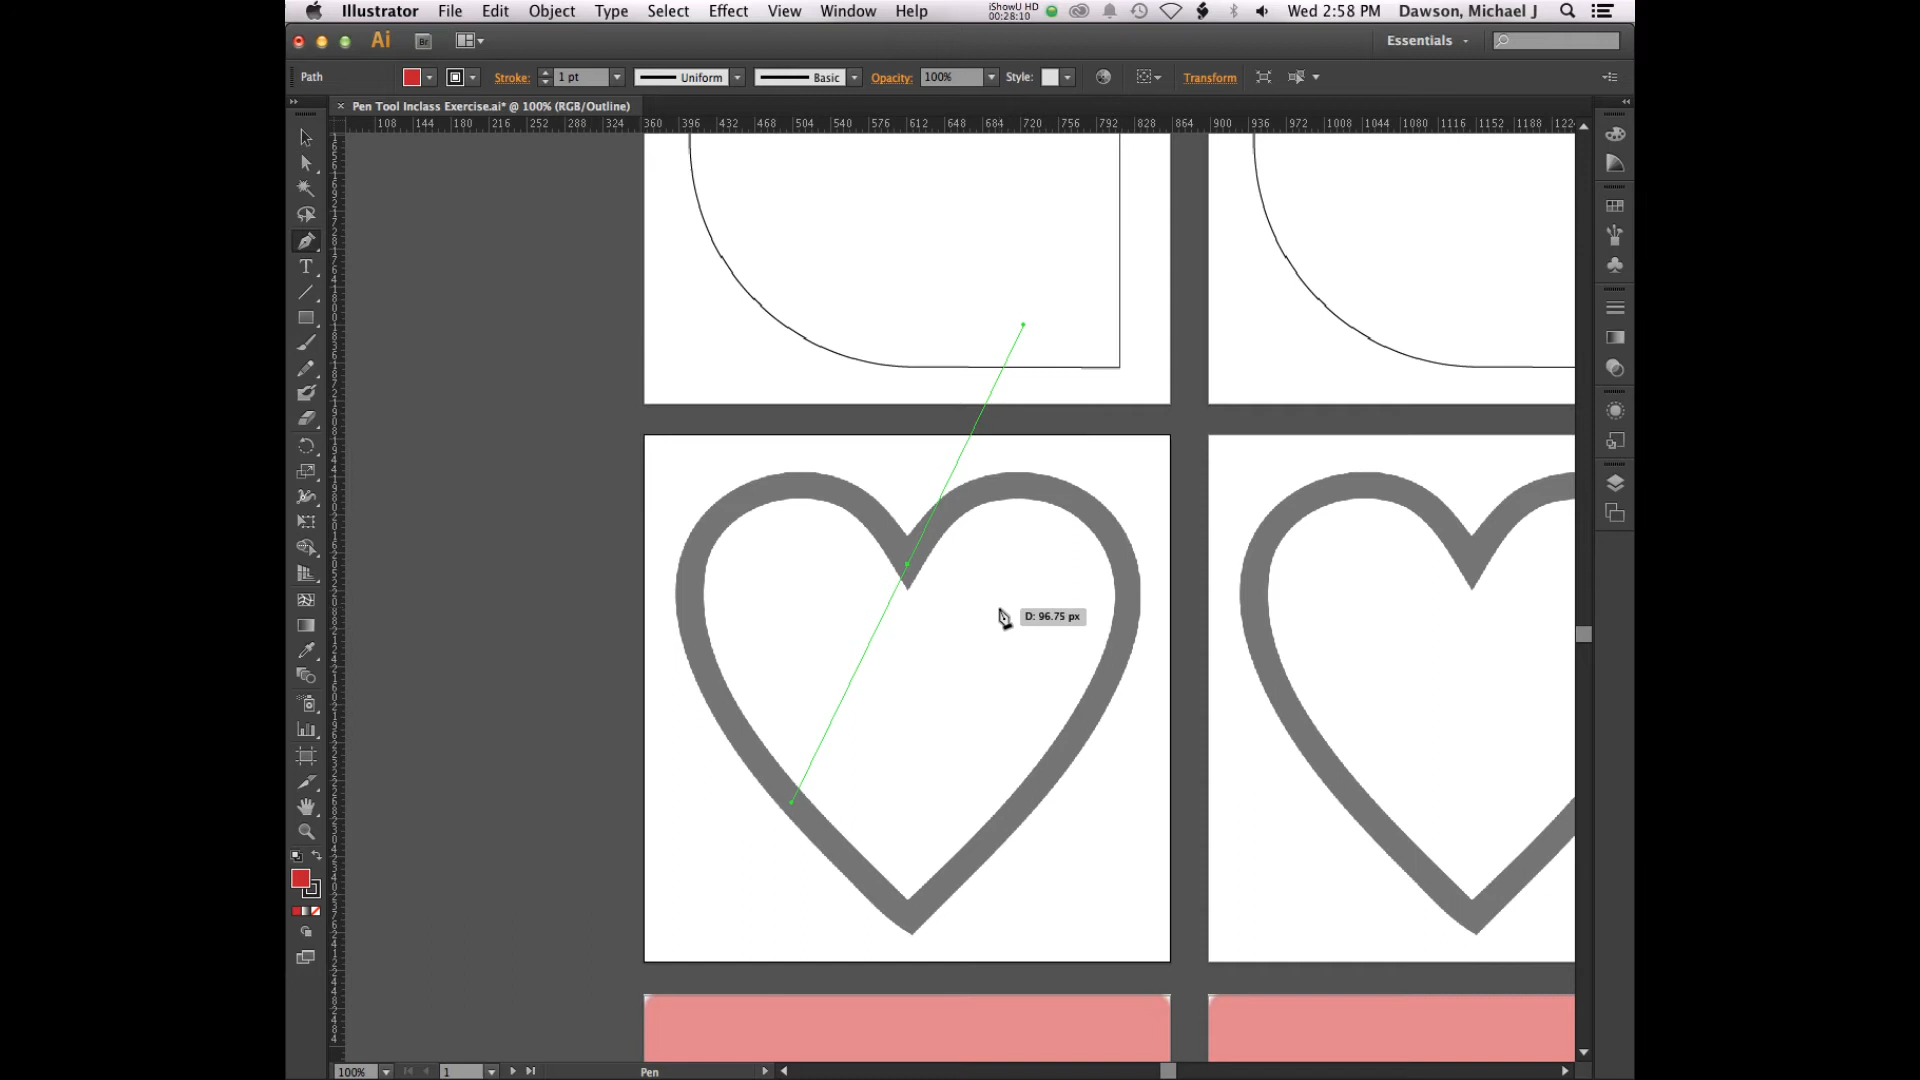 Illustrator File Edit Object Type Select Effect View Window Help iShowU HD 00:28:10 Wed 2:58 PM Dawson, Michael J
Ai Br Essentials
Path Stroke: 1 pt Uniform Basic Opacity: 100% Style: Transform
× Pen Tool Inclass Exercise.ai* @ 100% (RGB/Outline)
108 144 180 216 252 288 324 360 396 432 468 504 540 576 612 648 684 720 756 792 828 864 900 936 972 1008 1044 1080 1116 1152 1188 122
T
D: 96.75 px
100% 1 Pen